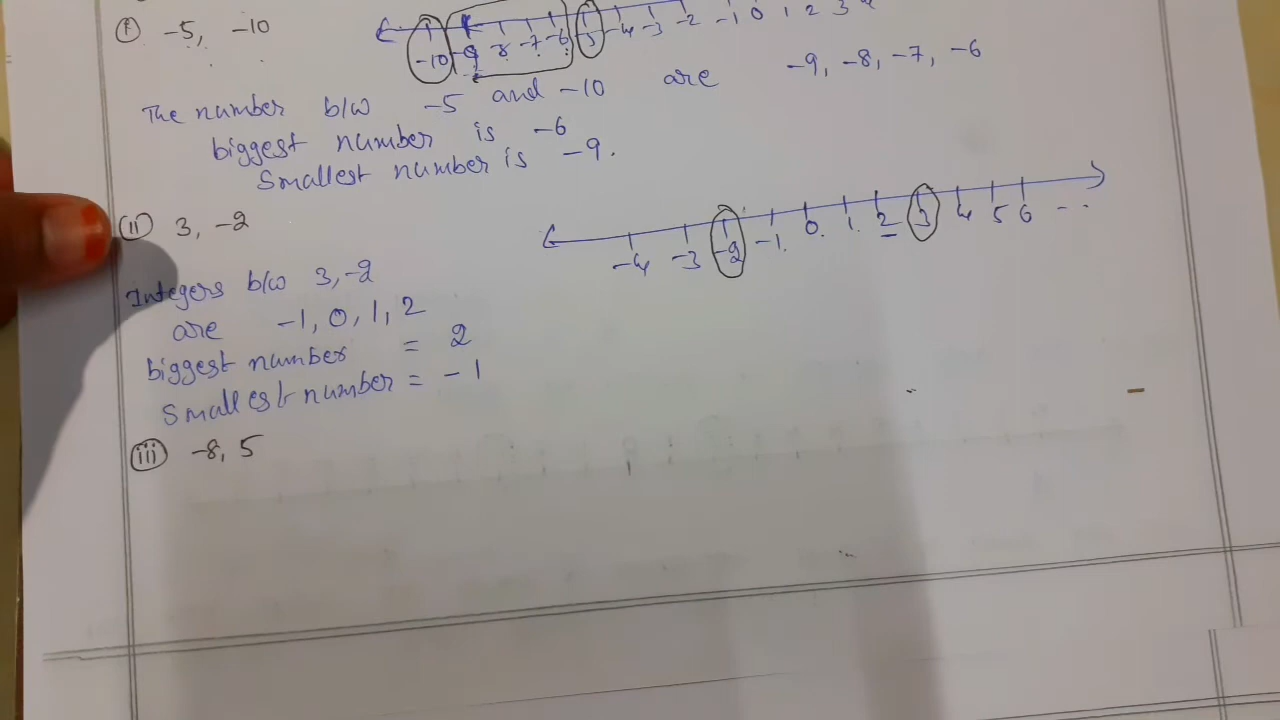 (i) -5, -10
-10 -9 -8 -7 -6 -5 -4 -3 -2 -1 0 1 2 3
The number b/w -5 and -10 are -9, -8, -7, -6
biggest number is -6
Smallest number is -9.
(ii) 3, -2
-4 -3 -2 -1 0 1 2 3 4 5 6 ...
Integers b/w 3, -2
are -1, 0, 1, 2
biggest number = 2
Smallest number = -1
(iii) -8, 5